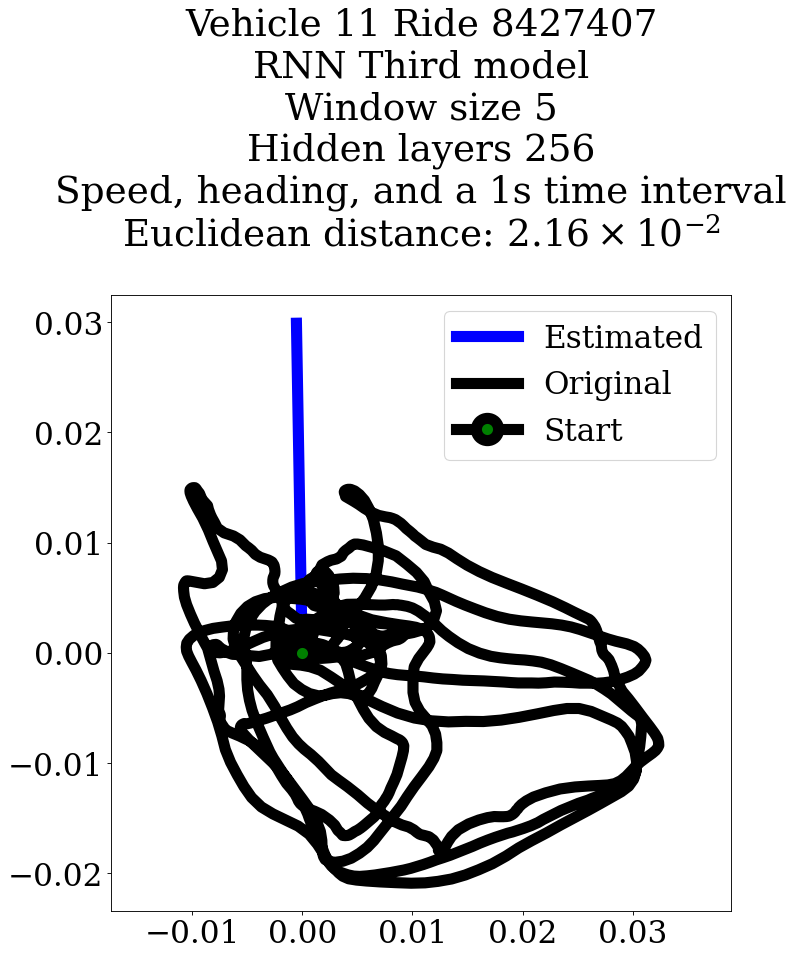 Vehicle 11 Ride 8427407
RNN Third model
Window size 5
Hidden layers 256
Speed, heading, and a 1s time interval
Euclidean distance: 2.16 × 10⁻²
Estimated
Original
Start
0.03
0.02
0.01
0.00
−0.01
−0.02
−0.01 0.00 0.01 0.02 0.03